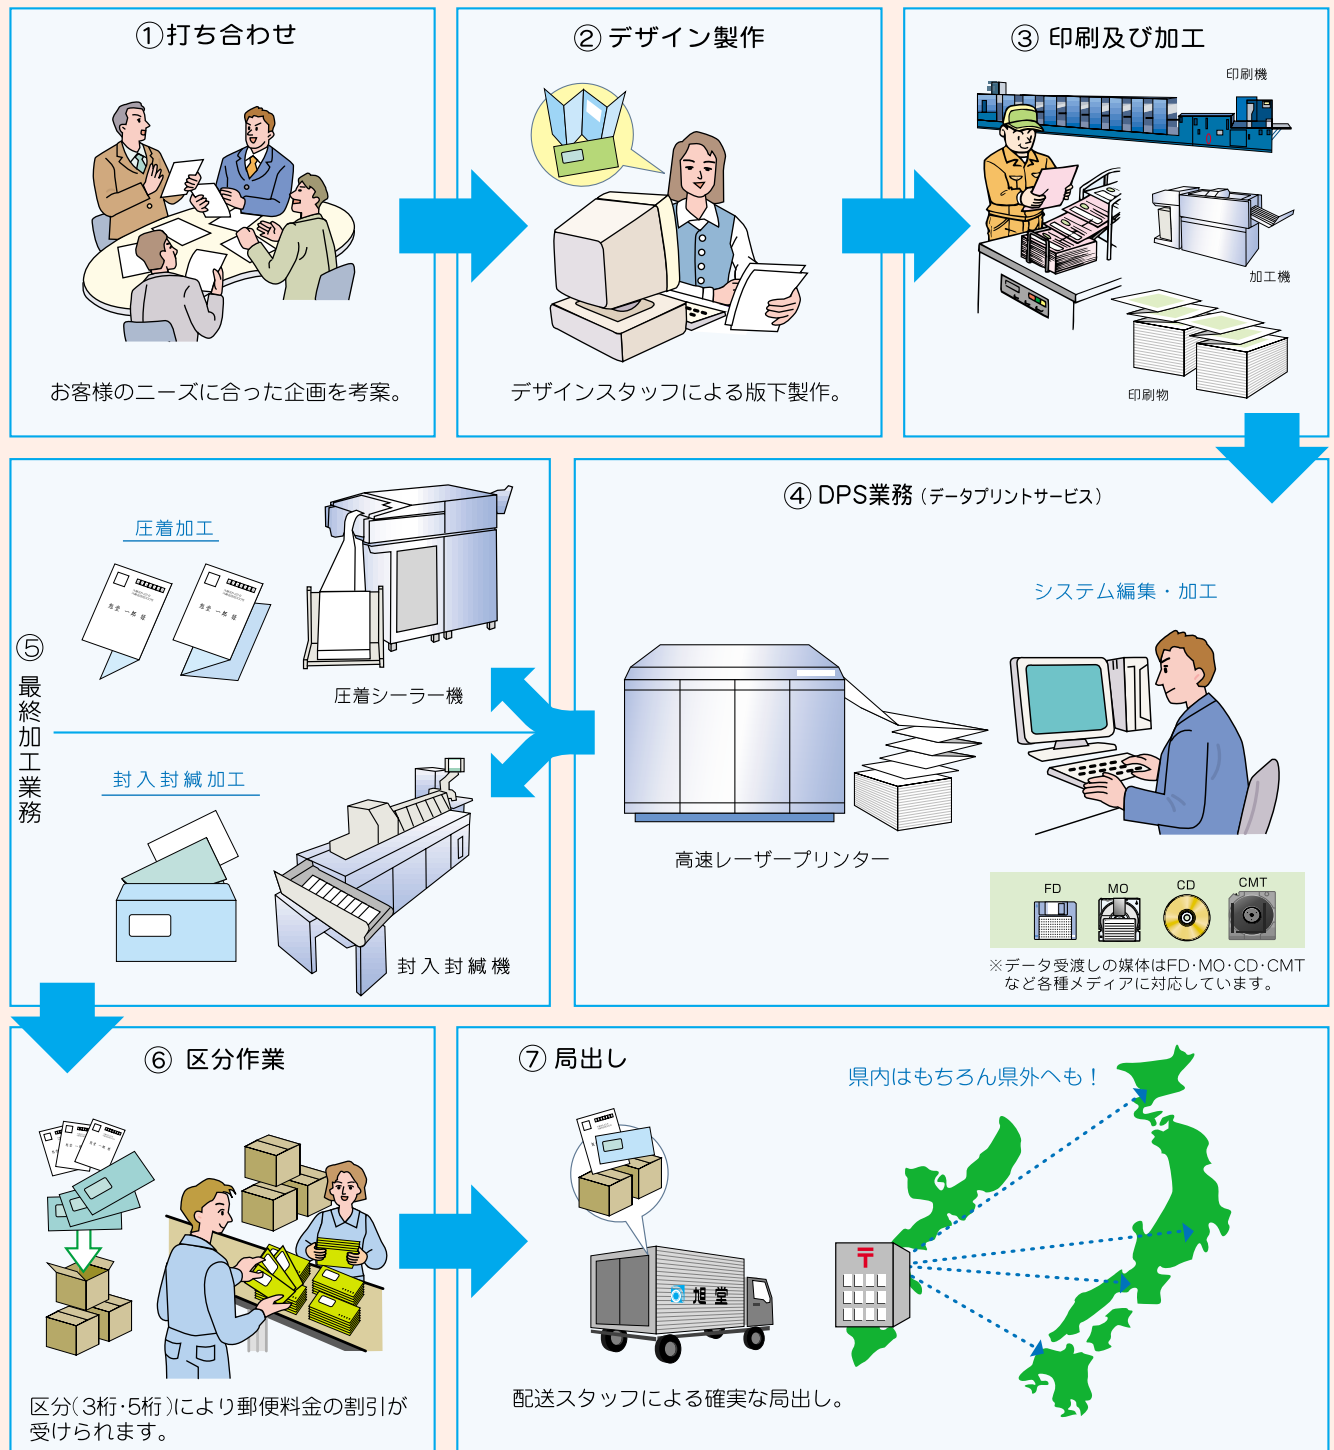 ①打ち合わせ
お客様のニーズに合った企画を考案。
② デザイン製作
デザインスタッフによる版下製作。
③ 印刷及び加工
印刷機
加工機
印刷物
④ DPS業務（データプリントサービス）
システム編集・加工
高速レーザープリンター
FD
MO
CD
CMT
※データ受渡しの媒体はFD・MO・CD・CMT
など各種メディアに対応しています。
⑤最終加工業務
圧着加工
圧着シーラー機
封入封緘加工
封入封緘機
⑥ 区分作業
区分（3桁・5桁）により郵便料金の割引が
受けられます。
⑦ 局出し
県内はもちろん県外へも！
旭堂
〒
配送スタッフによる確実な局出し。